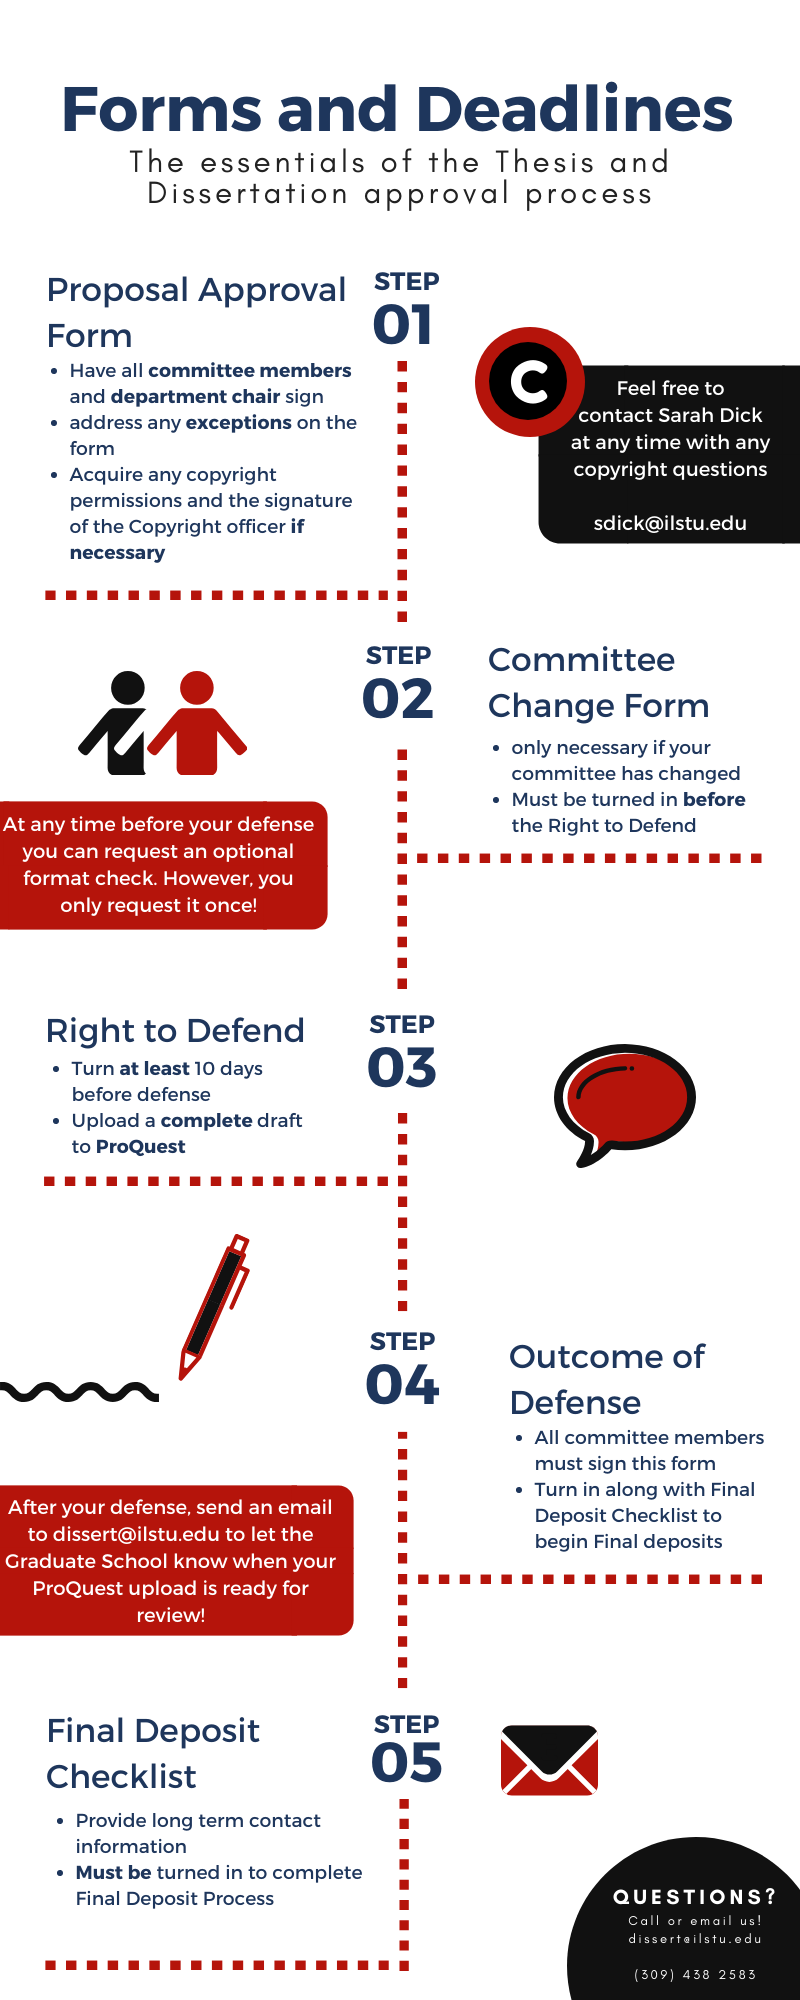 Forms and Deadlines
The essentials of the Thesis and
Dissertation approval process
STEP
01
Proposal Approval
Form
• Have all committee members
and department chair sign
• address any exceptions on the
form
• Acquire any copyright
permissions and the signature
of the Copyright officer if
necessary
C
Feel free to
contact Sarah Dick
at any time with any
copyright questions
sdick@ilstu.edu
STEP
02
Committee
Change Form
• only necessary if your
committee has changed
• Must be turned in before
the Right to Defend
At any time before your defense
you can request an optional
format check. However, you
only request it once!
STEP
03
Right to Defend
• Turn at least 10 days
before defense
• Upload a complete draft
to ProQuest
STEP
04
Outcome of
Defense
• All committee members
must sign this form
• Turn in along with Final
Deposit Checklist to
begin Final deposits
After your defense, send an email
to dissert@ilstu.edu to let the
Graduate School know when your
ProQuest upload is ready for
review!
STEP
05
Final Deposit
Checklist
• Provide long term contact
information
• Must be turned in to complete
Final Deposit Process
QUESTIONS?
Call or email us!
dissert@ilstu.edu
(309) 438 2583